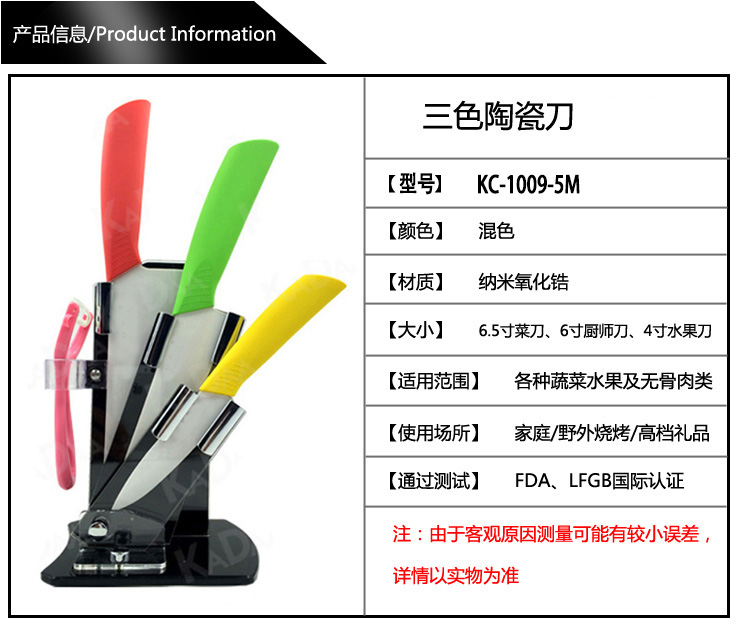 产品信息/Product Information
三色陶瓷刀
【型号】 KC-1009-5M
【颜色】 混色
【材质】 纳米氧化锆
【大小】 6.5寸菜刀、6寸厨师刀、4寸水果刀
【适用范围】 各种蔬菜水果及无骨肉类
【使用场所】 家庭/野外烧烤/高档礼品
【通过测试】 FDA、LFGB国际认证
注：由于客观原因测量可能有较小误差，
详情以实物为准